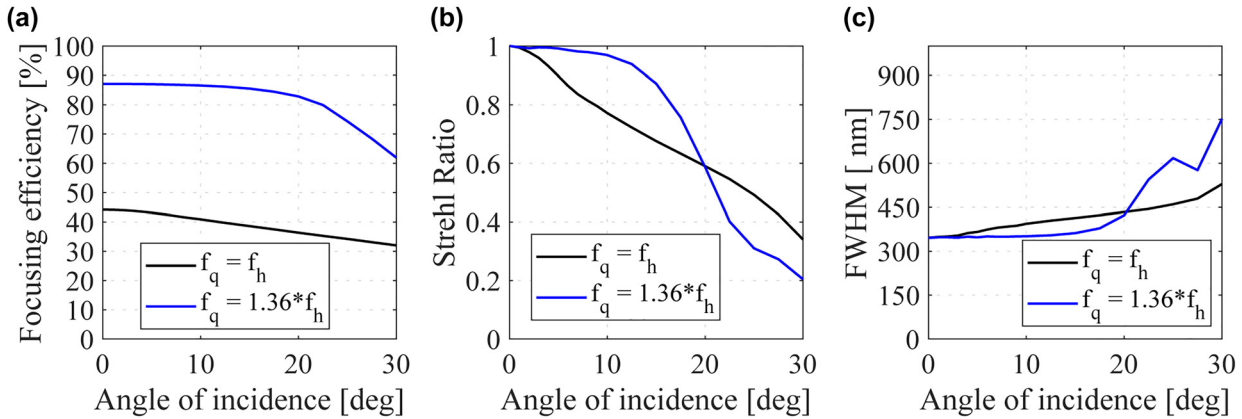 (a)
Focusing efficiency [%]
100
90
80
70
60
50
40
30
20
10
0
f_q = f_h
f_q = 1.36*f_h
0 10 20 30
Angle of incidence [deg]
(b)
Strehl Ratio
1
0.8
0.6
0.4
0.2
0
f_q = f_h
f_q = 1.36*f_h
0 10 20 30
Angle of incidence [deg]
(c)
FWHM [ nm]
900
750
600
450
300
150
0
f_q = f_h
f_q = 1.36*f_h
0 10 20 30
Angle of incidence [deg]